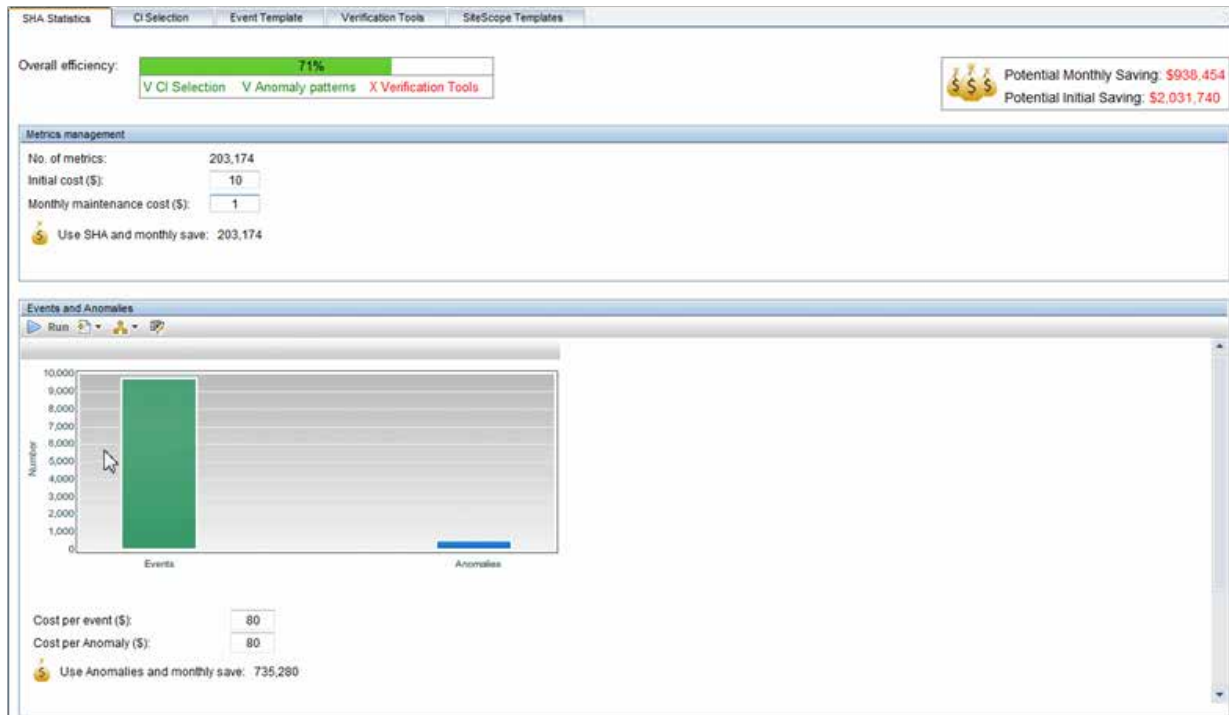 SHA Statistics CI Selection Event Template Verification Tools SiteScope Templates
Overall efficiency: 71%
V CI Selection V Anomaly patterns X Verification Tools
Potential Monthly Saving: $938,454
Potential Initial Saving: $2,031,740
Metrics management
No. of metrics: 203,174
Initial cost ($): 10
Monthly maintenance cost ($): 1
Use SHA and monthly save: 203,174
Events and Anomalies
Run
10,000
9,000
8,000
7,000
6,000
5,000
4,000
3,000
2,000
1,000
0
Number
Events Anomalies
Cost per event ($): 80
Cost per Anomaly ($): 80
Use Anomalies and monthly save: 735,280